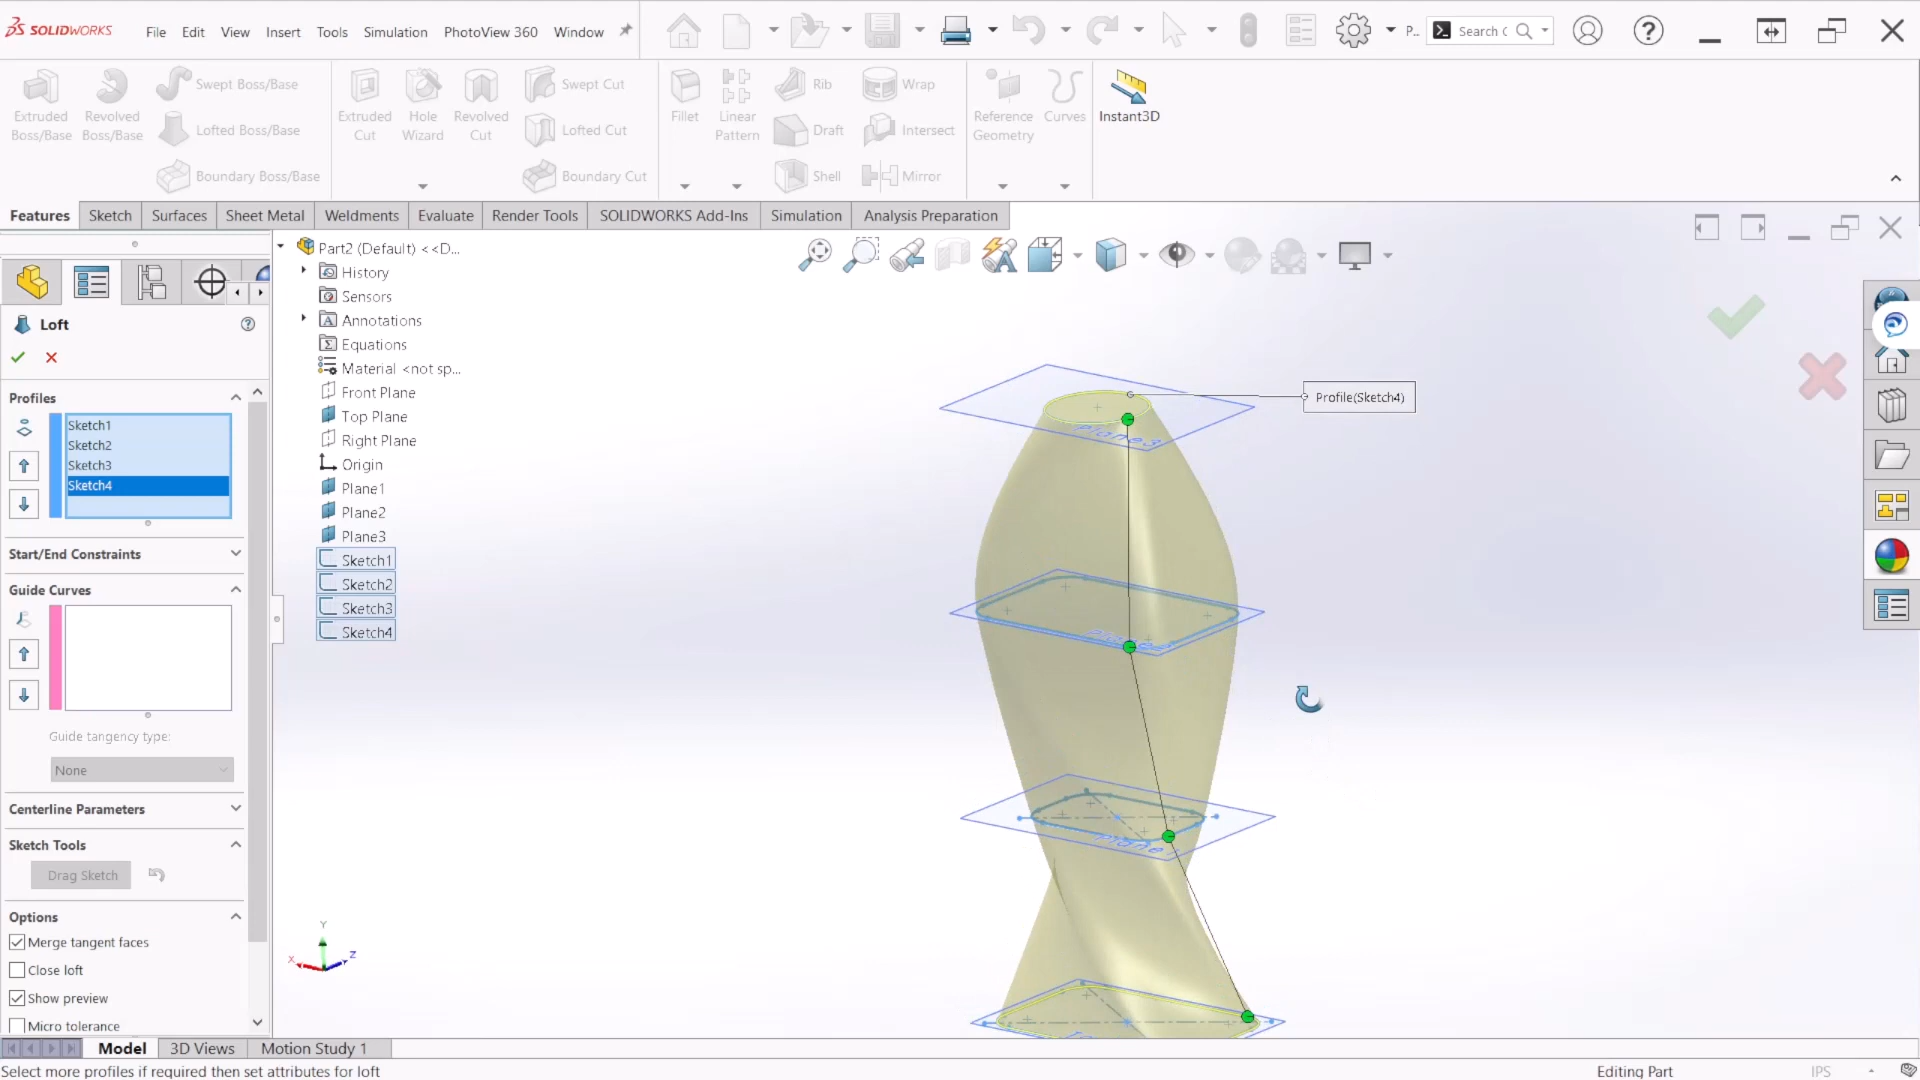 SOLIDWORKS
File Edit View Insert Tools Simulation PhotoView 360 Window
P.. Search C
Extruded Boss/Base
Revolved Boss/Base
Swept Boss/Base
Lofted Boss/Base
Boundary Boss/Base
Extruded Cut
Hole Wizard
Revolved Cut
Swept Cut
Lofted Cut
Boundary Cut
Fillet
Linear Pattern
Rib
Draft
Shell
Wrap
Intersect
Mirror
Reference Geometry
Curves
Instant3D
Features Sketch Surfaces Sheet Metal Weldments Evaluate Render Tools SOLIDWORKS Add-Ins Simulation Analysis Preparation
Loft
Profiles
Sketch1
Sketch2
Sketch3
Sketch4
Start/End Constraints
Guide Curves
Guide tangency type:
None
Centerline Parameters
Sketch Tools
Drag Sketch
Options
Merge tangent faces
Close loft
Show preview
Micro tolerance
Part2 (Default) <<D...
History
Sensors
Annotations
Equations
Material <not sp...
Front Plane
Top Plane
Right Plane
Origin
Plane1
Plane2
Plane3
Sketch1
Sketch2
Sketch3
Sketch4
Profile(Sketch4)
Plane3
Y
X
Z
Model 3D Views Motion Study 1
Select more profiles if required then set attributes for loft
Editing Part
IPS